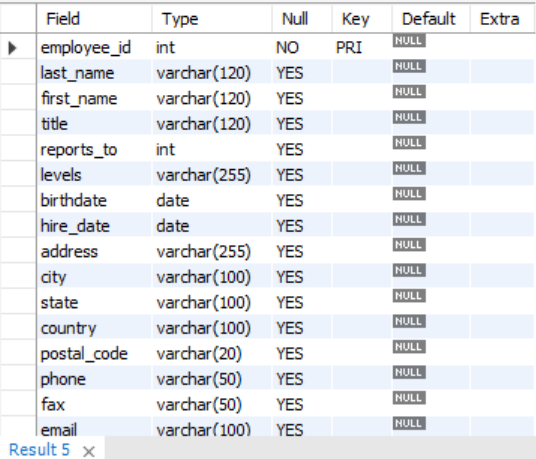 Field Type Null Key Default Extra
employee_id int NO PRI NULL
last_name varchar(120) YES NULL
first_name varchar(120) YES NULL
title varchar(120) YES NULL
reports_to int YES NULL
levels varchar(255) YES NULL
birthdate date YES NULL
hire_date date YES NULL
address varchar(255) YES NULL
city varchar(100) YES NULL
state varchar(100) YES NULL
country varchar(100) YES NULL
postal_code varchar(20) YES NULL
phone varchar(50) YES NULL
fax varchar(50) YES NULL
email varchar(100) YES NULL
Result 5